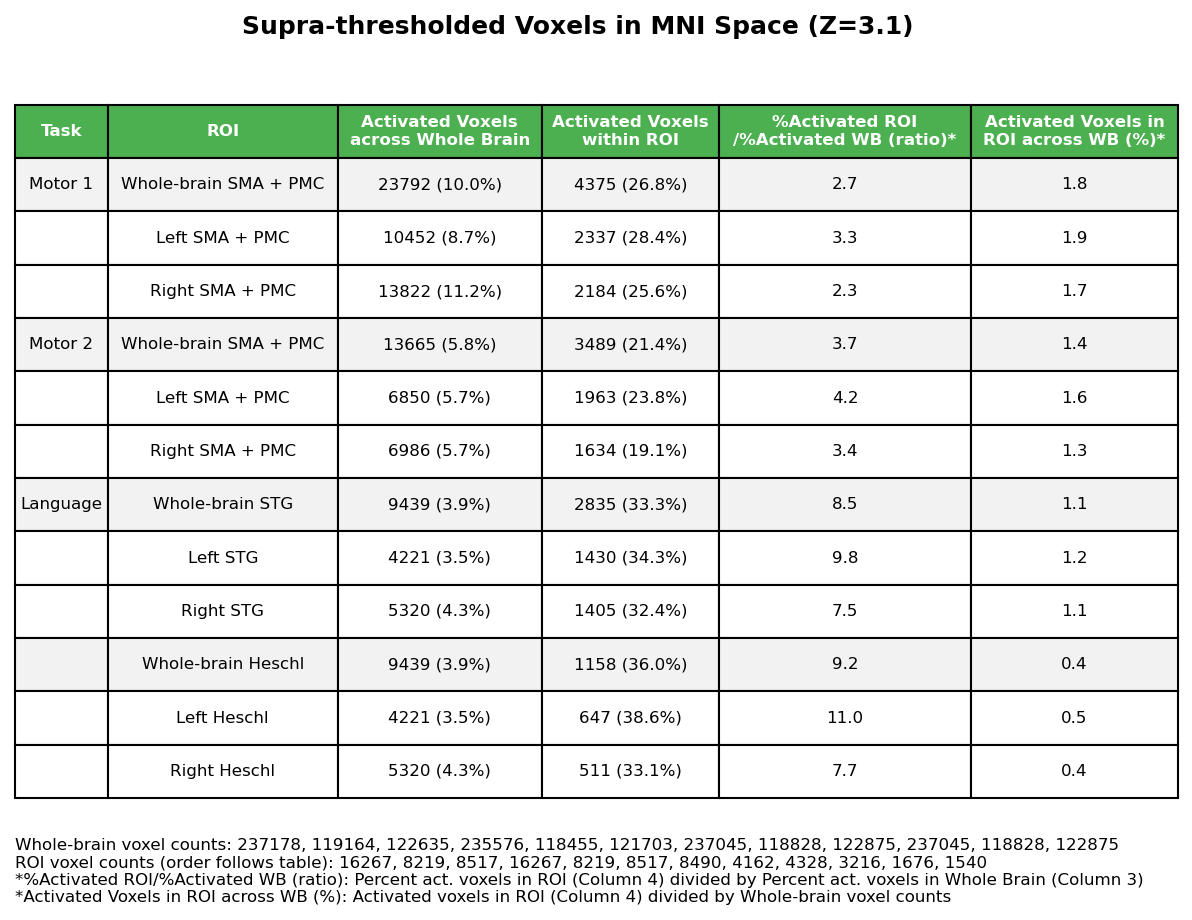 Supra-thresholded Voxels in MNI Space (Z=3.1)
Task ROI Activated Voxels across Whole Brain Activated Voxels within ROI %Activated ROI /%Activated WB (ratio)* Activated Voxels in ROI across WB (%)*
Motor 1 Whole-brain SMA + PMC 23792 (10.0%) 4375 (26.8%) 2.7 1.8
Left SMA + PMC 10452 (8.7%) 2337 (28.4%) 3.3 1.9
Right SMA + PMC 13822 (11.2%) 2184 (25.6%) 2.3 1.7
Motor 2 Whole-brain SMA + PMC 13665 (5.8%) 3489 (21.4%) 3.7 1.4
Left SMA + PMC 6850 (5.7%) 1963 (23.8%) 4.2 1.6
Right SMA + PMC 6986 (5.7%) 1634 (19.1%) 3.4 1.3
Language Whole-brain STG 9439 (3.9%) 2835 (33.3%) 8.5 1.1
Left STG 4221 (3.5%) 1430 (34.3%) 9.8 1.2
Right STG 5320 (4.3%) 1405 (32.4%) 7.5 1.1
Whole-brain Heschl 9439 (3.9%) 1158 (36.0%) 9.2 0.4
Left Heschl 4221 (3.5%) 647 (38.6%) 11.0 0.5
Right Heschl 5320 (4.3%) 511 (33.1%) 7.7 0.4
Whole-brain voxel counts: 237178, 119164, 122635, 235576, 118455, 121703, 237045, 118828, 122875, 237045, 118828, 122875
ROI voxel counts (order follows table): 16267, 8219, 8517, 16267, 8219, 8517, 8490, 4162, 4328, 3216, 1676, 1540
*%Activated ROI/%Activated WB (ratio): Percent act. voxels in ROI (Column 4) divided by Percent act. voxels in Whole Brain (Column 3)
*Activated Voxels in ROI across WB (%): Activated voxels in ROI (Column 4) divided by Whole-brain voxel counts